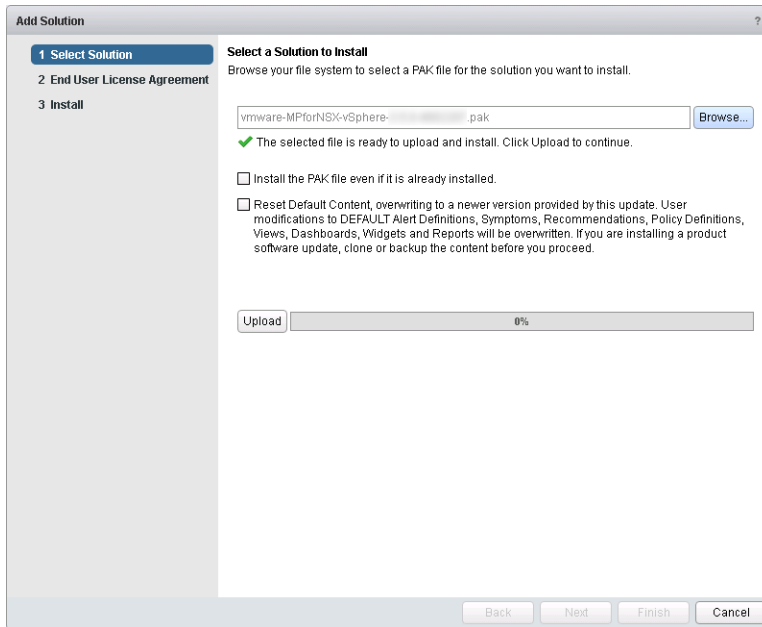 Add Solution
?
1 Select Solution
2 End User License Agreement
3 Install
Select a Solution to Install
Browse your file system to select a PAK file for the solution you want to install.
vmware-MPforNSX-vSphere- .pak
Browse...
The selected file is ready to upload and install. Click Upload to continue.
Install the PAK file even if it is already installed.
Reset Default Content, overwriting to a newer version provided by this update. User
modifications to DEFAULT Alert Definitions, Symptoms, Recommendations, Policy Definitions,
Views, Dashboards, Widgets and Reports will be overwritten. If you are installing a product
software update, clone or backup the content before you proceed.
Upload
0%
Back
Next
Finish
Cancel